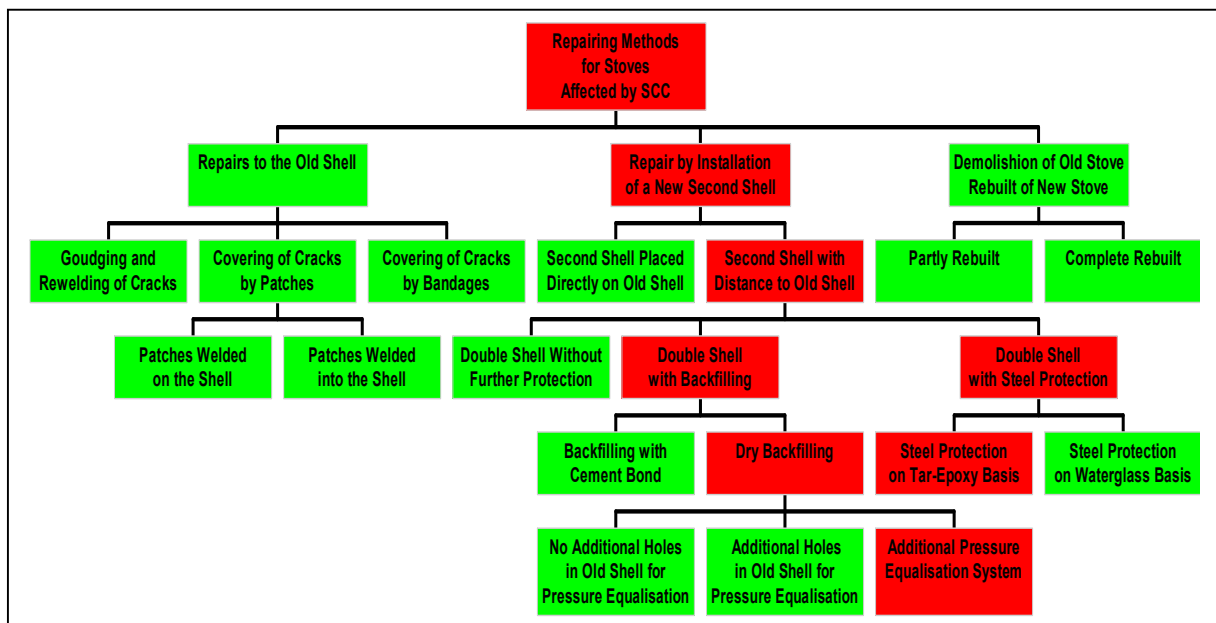 Repairing Methods
for Stoves
Affected by SCC
Repairs to the Old Shell
Repair by Installation
of a New Second Shell
Demolishion of Old Stove
Rebuilt of New Stove
Goudging and
Rewelding of Cracks
Covering of Cracks
by Patches
Covering of Cracks
by Bandages
Second Shell Placed
Directly on Old Shell
Second Shell with
Distance to Old Shell
Partly Rebuilt
Complete Rebuilt
Patches Welded
on the Shell
Patches Welded
into the Shell
Double Shell Without
Further Protection
Double Shell
with Backfilling
Double Shell
with Steel Protection
Backfilling with
Cement Bond
Dry Backfilling
Steel Protection
on Tar-Epoxy Basis
Steel Protection
on Waterglass Basis
No Additional Holes
in Old Shell for
Pressure Equalisation
Additional Holes
in Old Shell for
Pressure Equalisation
Additional Pressure
Equalisation System